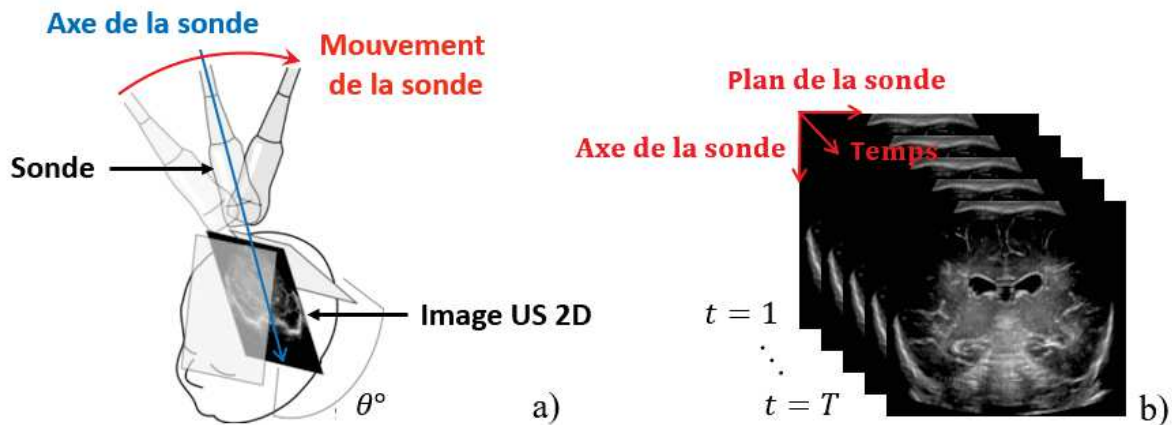 Axe de la sonde
Mouvement
de la sonde
Sonde
Image US 2D
θ°
a)
Plan de la sonde
Axe de la sonde
Temps
t = 1
⋱
t = T
b)